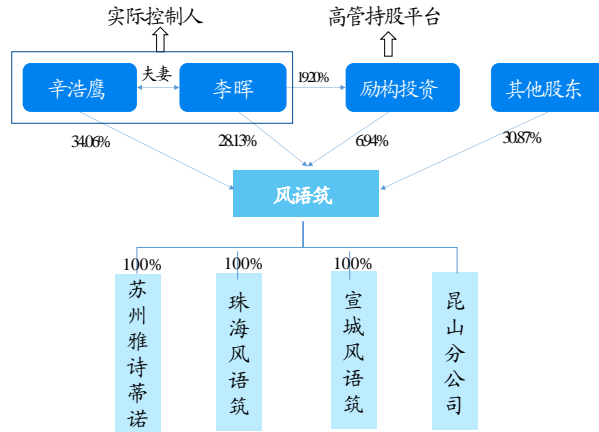 实际控制人
高管持股平台
辛浩鹰
夫妻
李晖
19.20%
励构投资
其他股东
34.06%
28.13%
6.94%
30.87%
风语筑
100%
100%
100%
苏州雅诗蒂诺
珠海风语筑
宣城风语筑
昆山分公司